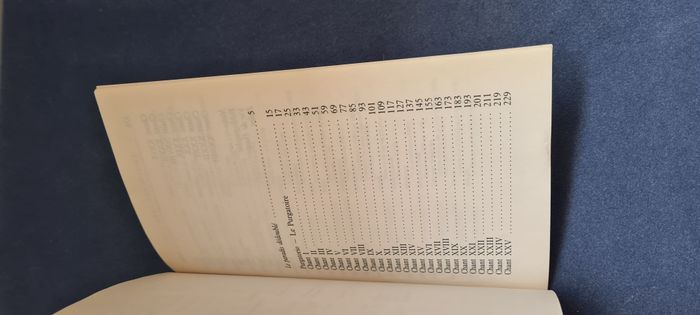 Le paradis dédoublé ..... 5
Purgatorio — Le Purgatoire ..... 15
Chant I ..... 17
Chant II ..... 25
Chant III ..... 33
Chant IV ..... 43
Chant V ..... 51
Chant VI ..... 59
Chant VII ..... 69
Chant VIII ..... 77
Chant IX ..... 85
Chant X ..... 93
Chant XI ..... 101
Chant XII ..... 109
Chant XIII ..... 117
Chant XIV ..... 127
Chant XV ..... 137
Chant XVI ..... 145
Chant XVII ..... 155
Chant XVIII ..... 163
Chant XIX ..... 173
Chant XX ..... 183
Chant XXI ..... 193
Chant XXII ..... 201
Chant XXIII ..... 211
Chant XXIV ..... 219
Chant XXV ..... 229